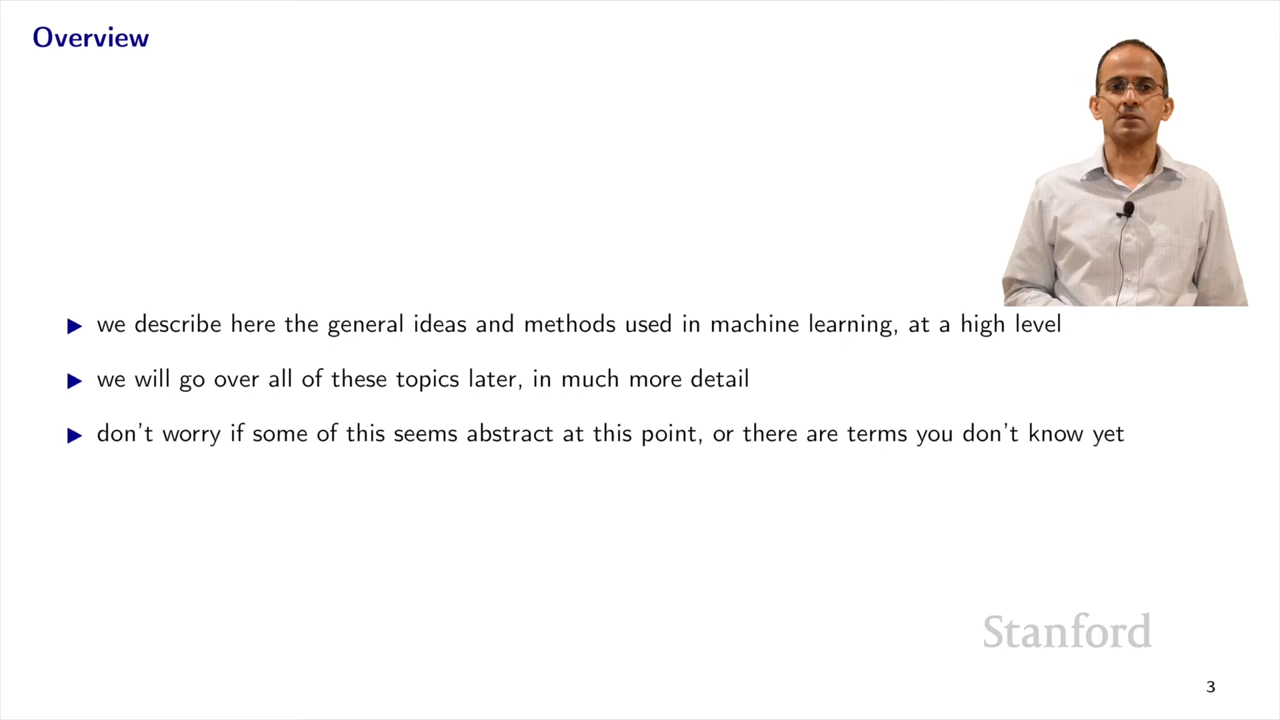 Overview
▶ we describe here the general ideas and methods used in machine learning, at a high level
▶ we will go over all of these topics later, in much more detail
▶ don't worry if some of this seems abstract at this point, or there are terms you don't know yet
Stanford
3